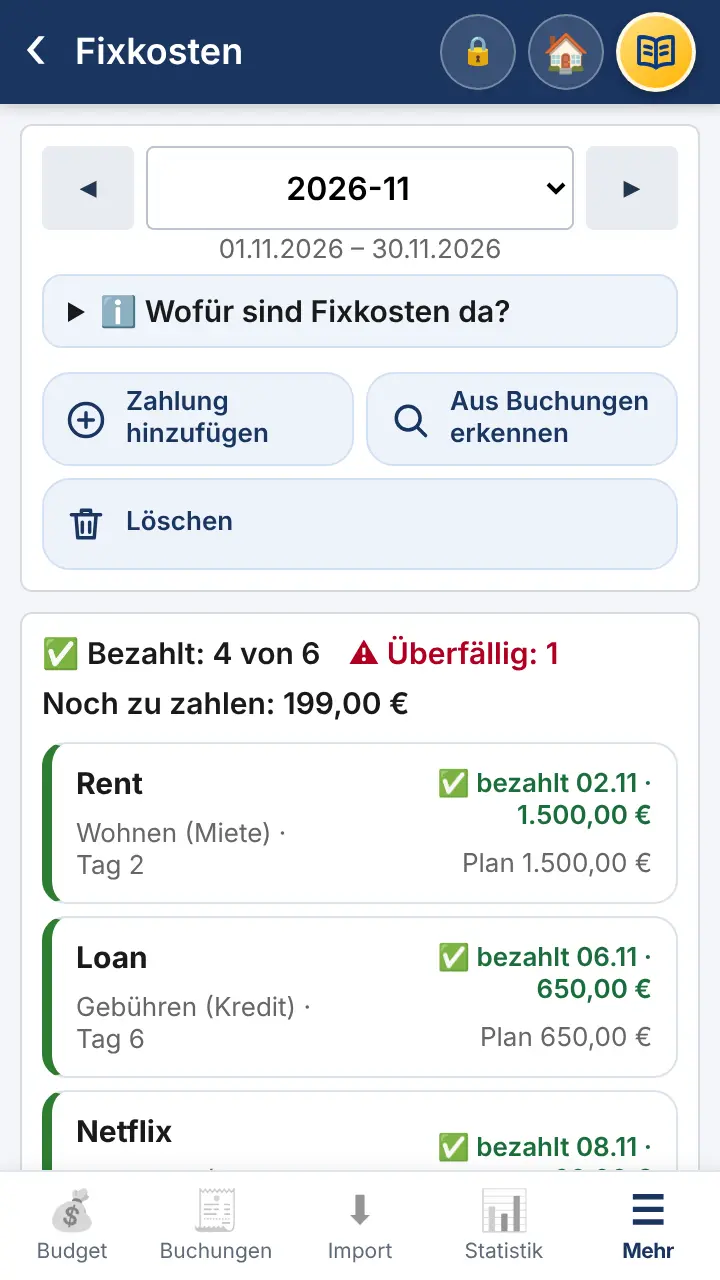 Fixkosten
2026-11
01.11.2026 – 30.11.2026
Wofür sind Fixkosten da?
Zahlung
hinzufügen
Aus Buchungen
erkennen
Löschen
Bezahlt: 4 von 6 Überfällig: 1
Noch zu zahlen: 199,00 €
Rent
bezahlt 02.11 ·
1.500,00 €
Wohnen (Miete) ·
Tag 2
Plan 1.500,00 €
Loan
bezahlt 06.11 ·
650,00 €
Gebühren (Kredit) ·
Tag 6
Plan 650,00 €
Netflix
bezahlt 08.11 ·
Budget
Buchungen
Import
Statistik
Mehr